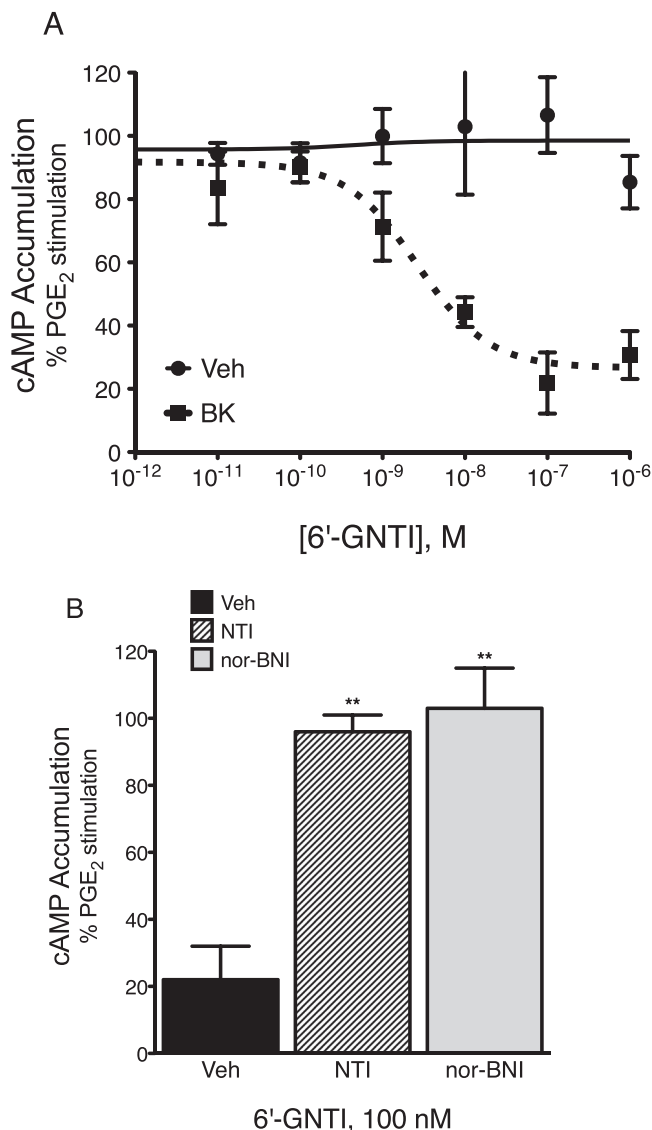 A
120
100
80
60
40
20
0
cAMP Accumulation
% PGE2 stimulation
Veh
BK
10-12 10-11 10-10 10-9 10-8 10-7 10-6
[6'-GNTI], M
B
Veh
NTI
nor-BNI
120
100
80
60
40
20
0
cAMP Accumulation
% PGE2 stimulation
** **
Veh NTI nor-BNI
6'-GNTI, 100 nM